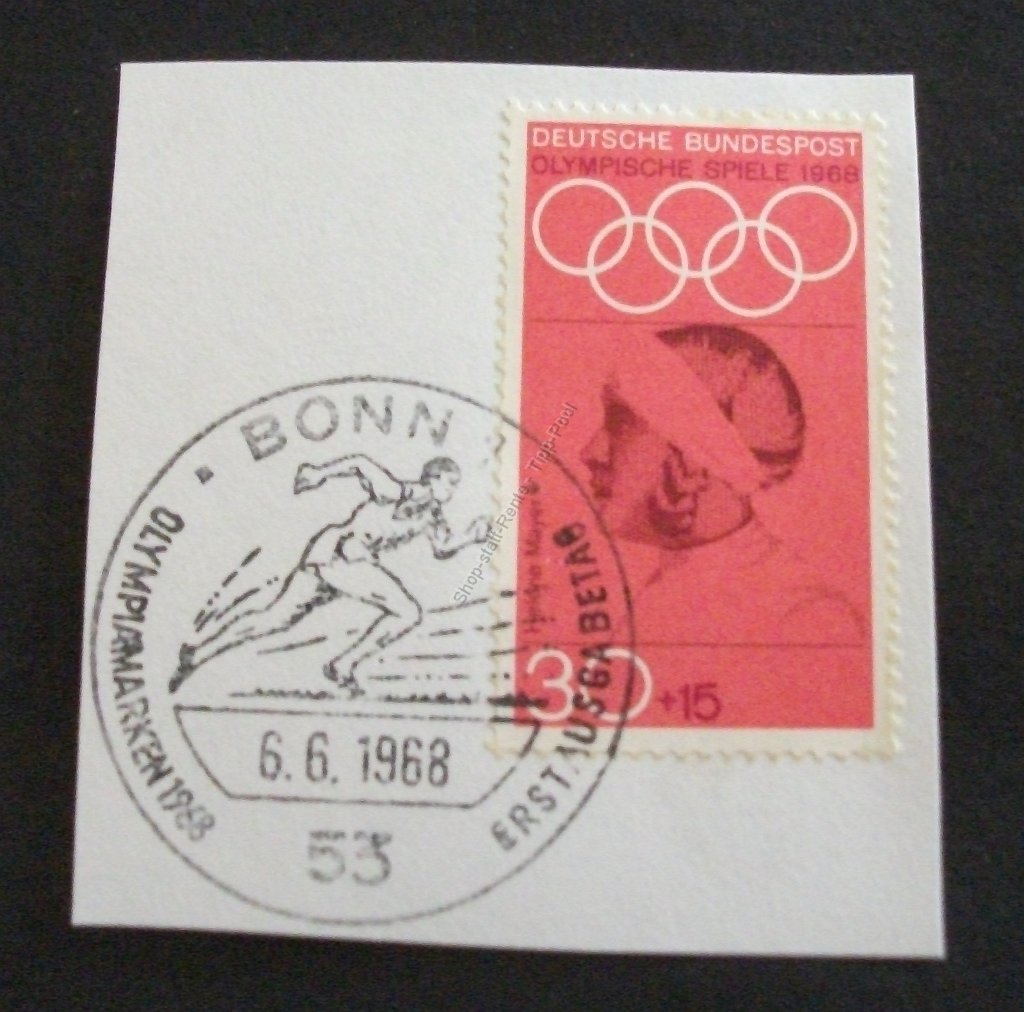 DEUTSCHE BUNDESPOST
OLYMPISCHE SPIELE 1968
Mayer
30 +15
BONN
OLYMPIAMARKEN 1968
ERSTAUSGABETAG
6.6.1968
53
Shop-staff-Rente - Tipp-Pool